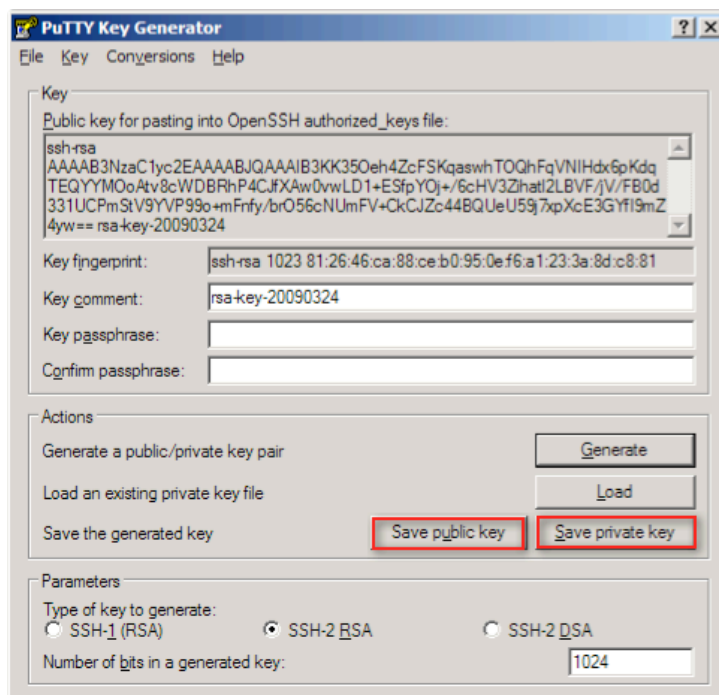 PuTTY Key Generator
File Key Conversions Help
Key
Public key for pasting into OpenSSH authorized_keys file:
ssh-rsa
AAAAB3NzaC1yc2EAAAABJQAAAIB3KK35Oeh4ZcFSKqaswhTOQhFqVNIHdx6pKdq
TEQYYMOoAtv8cWDBRhP4CJfXAw0vwLD1+ESfpYOj+/6cHV3ZihatI2LBVF/jV/FB0d
331UCPmStV9YVP99o+mFnfy/brO56cNUmFV+CkCJZc44BQUeU59j7xpXcE3GYfI9mZ
4yw== rsa-key-20090324
Key fingerprint: ssh-rsa 1023 81:26:46:ca:88:ce:b0:95:0e:f6:a1:23:3a:8d:c8:81
Key comment: rsa-key-20090324
Key passphrase:
Confirm passphrase:
Actions
Generate a public/private key pair Generate
Load an existing private key file Load
Save the generated key Save public key Save private key
Parameters
Type of key to generate:
SSH-1 (RSA) SSH-2 RSA SSH-2 DSA
Number of bits in a generated key: 1024